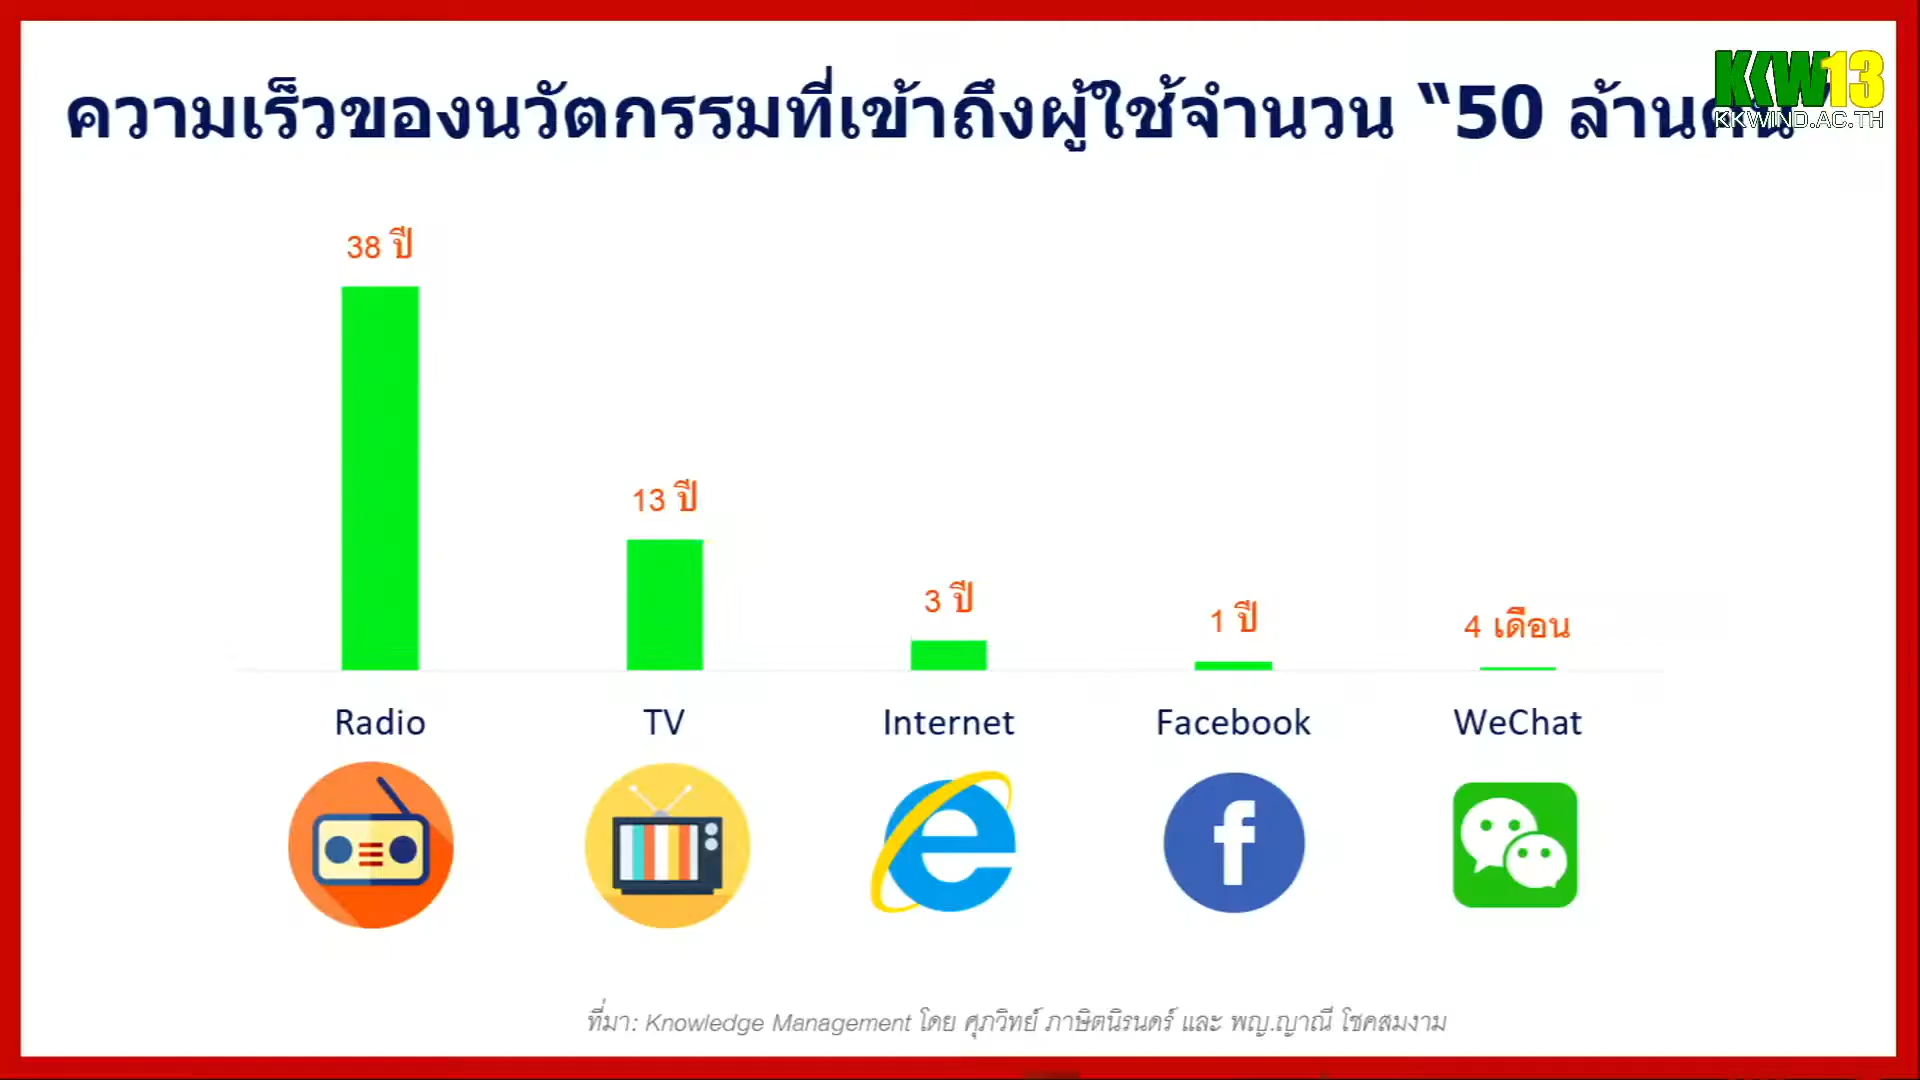 ความเร็วของนวัตกรรมที่เข้าถึงผู้ใช้จำนวน “50 ล้านคน”
KKW13
KKWIND.AC.TH
38 ปี
13 ปี
3 ปี
1 ปี
4 เดือน
Radio
TV
Internet
Facebook
WeChat
ที่มา: Knowledge Management โดย ศุภวิทย์ ภาษิตนิรนดร์ และ พญ.ญาณี โชคสมงาม